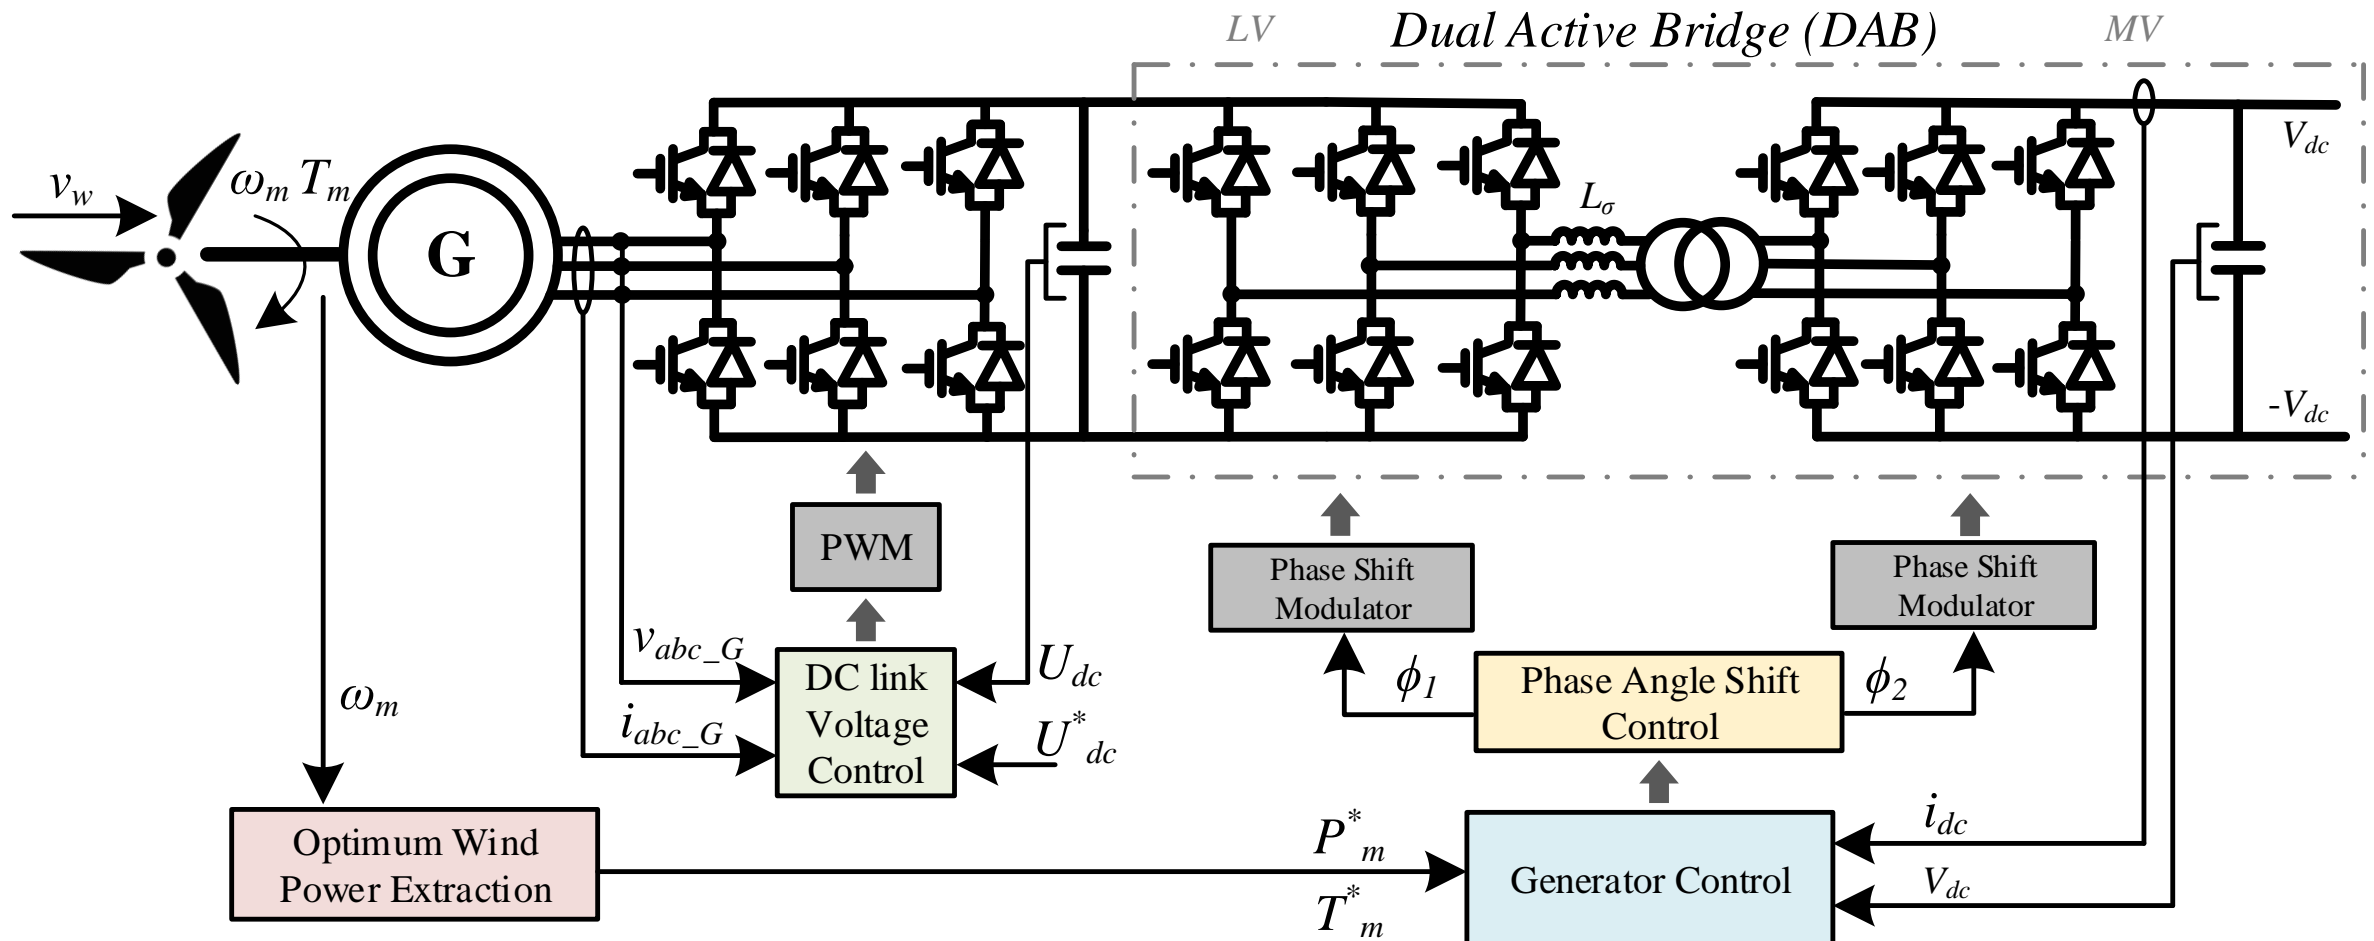 LV
Dual Active Bridge (DAB)
MV
v_w
ω_m T_m
G
L_σ
V_dc
-V_dc
PWM
Phase Shift
Modulator
Phase Shift
Modulator
v_abc_G
i_abc_G
DC link
Voltage
Control
U_dc
U*_dc
ω_m
ϕ_1
Phase Angle Shift
Control
ϕ_2
Optimum Wind
Power Extraction
P*_m
T*_m
Generator Control
i_dc
V_dc